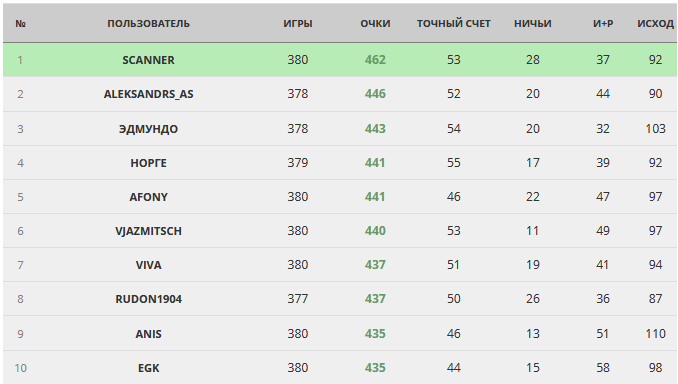 № ПОЛЬЗОВАТЕЛЬ ИГРЫ ОЧКИ ТОЧНЫЙ СЧЕТ НИЧЬИ И+Р ИСХОД
1 SCANNER 380 462 53 28 37 92
2 ALEKSANDRS_AS 378 446 52 20 44 90
3 ЭДМУНДО 378 443 54 20 32 103
4 НОРГЕ 379 441 55 17 39 92
5 AFONY 380 441 46 22 47 97
6 VJAZMITSCH 380 440 53 11 49 97
7 VIVA 380 437 51 19 41 94
8 RUDON1904 377 437 50 26 36 87
9 ANIS 380 435 46 13 51 110
10 EGK 380 435 44 15 58 98